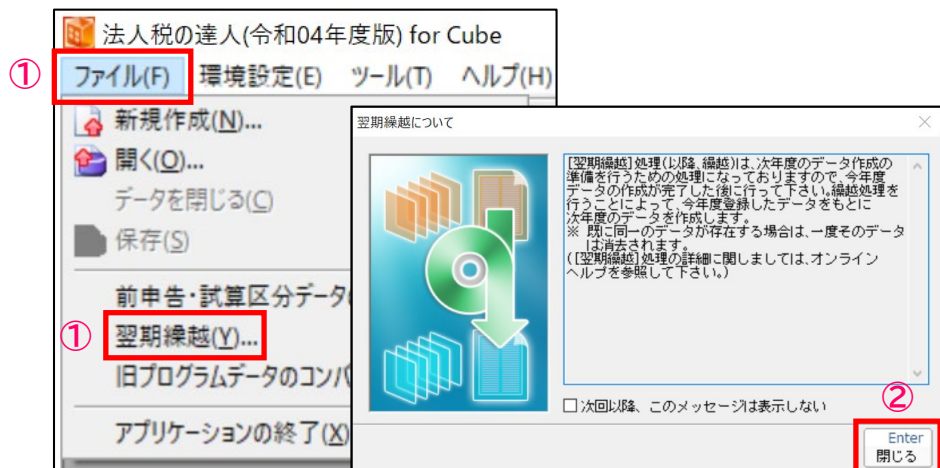 法人税の達人(令和04年度版) for Cube
①
ファイル(F) 環境設定(E) ツール(T) ヘルプ(H)
新規作成(N)...
開く(O)...
データを閉じる(C)
保存(S)
前申告・試算区分データ
①
翌期繰越(Y)...
旧プログラムデータのコンバ
アプリケーションの終了(X)
翌期繰越について
[翌期繰越]処理(以降、繰越)は、次年度のデータ作成の
準備を行うための処理になっておりますので、今年度
データの作成が完了した後に行って下さい。繰越処理を
行うことによって、今年度登録したデータをもとに
次年度のデータを作成します。
※ 既に同一のデータが存在する場合は、一度そのデータ
は消去されます。
([翌期繰越]処理の詳細に関しましては、オンライン
ヘルプを参照して下さい。)
次回以降、このメッセージは表示しない
②
Enter
閉じる